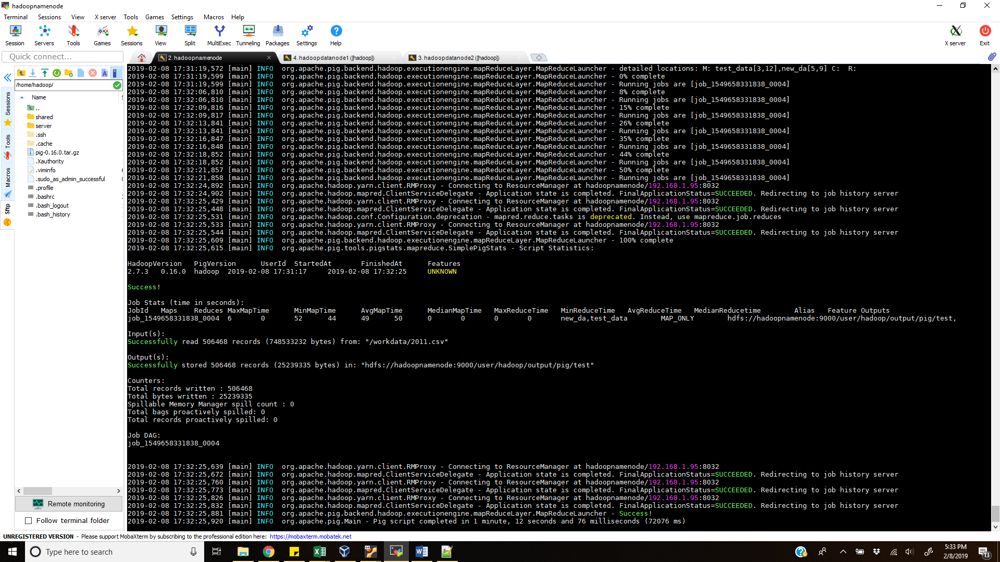 hadoopnamenode
Terminal Sessions View X server Tools Games Settings Macros Help
Session Servers Tools Games Sessions View Split MultiExec Tunneling Packages Settings Help X server Exit
Quick connect...
2. hadoopnamenode
4. hadoopdatanode1 ([hadoop])
3. hadoopdatanode2 ([hadoop])
/home/hadoop/
Name
..
shared
server
.ssh
.cache
pig-0.16.0.tar.gz
.Xauthority
.viminfo
.sudo_as_admin_successful
.profile
.bashrc
.bash_logout
.bash_history
Sessions
Tools
Macros
Sftp
Remote monitoring
Follow terminal folder
2019-02-08 17:31:19,572 [main] INFO  org.apache.pig.backend.hadoop.executionengine.mapReduceLayer.MapReduceLauncher - detailed locations: M: test_data[3,12],new_da[5,9] C:  R:
2019-02-08 17:31:19,599 [main] INFO  org.apache.pig.backend.hadoop.executionengine.mapReduceLayer.MapReduceLauncher - 0% complete
2019-02-08 17:31:19,599 [main] INFO  org.apache.pig.backend.hadoop.executionengine.mapReduceLayer.MapReduceLauncher - Running jobs are [job_1549658331838_0004]
2019-02-08 17:32:06,810 [main] INFO  org.apache.pig.backend.hadoop.executionengine.mapReduceLayer.MapReduceLauncher - 8% complete
2019-02-08 17:32:06,810 [main] INFO  org.apache.pig.backend.hadoop.executionengine.mapReduceLayer.MapReduceLauncher - Running jobs are [job_1549658331838_0004]
2019-02-08 17:32:09,816 [main] INFO  org.apache.pig.backend.hadoop.executionengine.mapReduceLayer.MapReduceLauncher - 15% complete
2019-02-08 17:32:09,817 [main] INFO  org.apache.pig.backend.hadoop.executionengine.mapReduceLayer.MapReduceLauncher - Running jobs are [job_1549658331838_0004]
2019-02-08 17:32:13,841 [main] INFO  org.apache.pig.backend.hadoop.executionengine.mapReduceLayer.MapReduceLauncher - 26% complete
2019-02-08 17:32:13,841 [main] INFO  org.apache.pig.backend.hadoop.executionengine.mapReduceLayer.MapReduceLauncher - Running jobs are [job_1549658331838_0004]
2019-02-08 17:32:16,847 [main] INFO  org.apache.pig.backend.hadoop.executionengine.mapReduceLayer.MapReduceLauncher - 35% complete
2019-02-08 17:32:16,848 [main] INFO  org.apache.pig.backend.hadoop.executionengine.mapReduceLayer.MapReduceLauncher - Running jobs are [job_1549658331838_0004]
2019-02-08 17:32:18,852 [main] INFO  org.apache.pig.backend.hadoop.executionengine.mapReduceLayer.MapReduceLauncher - 44% complete
2019-02-08 17:32:18,852 [main] INFO  org.apache.pig.backend.hadoop.executionengine.mapReduceLayer.MapReduceLauncher - Running jobs are [job_1549658331838_0004]
2019-02-08 17:32:21,857 [main] INFO  org.apache.pig.backend.hadoop.executionengine.mapReduceLayer.MapReduceLauncher - 50% complete
2019-02-08 17:32:21,858 [main] INFO  org.apache.pig.backend.hadoop.executionengine.mapReduceLayer.MapReduceLauncher - Running jobs are [job_1549658331838_0004]
2019-02-08 17:32:24,892 [main] INFO  org.apache.hadoop.yarn.client.RMProxy - Connecting to ResourceManager at hadoopnamenode/192.168.1.95:8032
2019-02-08 17:32:24,902 [main] INFO  org.apache.hadoop.mapred.ClientServiceDelegate - Application state is completed. FinalApplicationStatus=SUCCEEDED. Redirecting to job history server
2019-02-08 17:32:25,429 [main] INFO  org.apache.hadoop.yarn.client.RMProxy - Connecting to ResourceManager at hadoopnamenode/192.168.1.95:8032
2019-02-08 17:32:25,448 [main] INFO  org.apache.hadoop.mapred.ClientServiceDelegate - Application state is completed. FinalApplicationStatus=SUCCEEDED. Redirecting to job history server
2019-02-08 17:32:25,531 [main] INFO  org.apache.hadoop.conf.Configuration.deprecation - mapred.reduce.tasks is deprecated. Instead, use mapreduce.job.reduces
2019-02-08 17:32:25,533 [main] INFO  org.apache.hadoop.yarn.client.RMProxy - Connecting to ResourceManager at hadoopnamenode/192.168.1.95:8032
2019-02-08 17:32:25,544 [main] INFO  org.apache.hadoop.mapred.ClientServiceDelegate - Application state is completed. FinalApplicationStatus=SUCCEEDED. Redirecting to job history server
2019-02-08 17:32:25,609 [main] INFO  org.apache.pig.backend.hadoop.executionengine.mapReduceLayer.MapReduceLauncher - 100% complete
2019-02-08 17:32:25,615 [main] INFO  org.apache.pig.tools.pigstats.mapreduce.SimplePigStats - Script Statistics:
HadoopVersion PigVersion UserId StartedAt FinishedAt Features
2.7.3 0.16.0 hadoop 2019-02-08 17:31:17 2019-02-08 17:32:25 UNKNOWN
Success!
Job Stats (time in seconds):
JobId Maps Reduces MaxMapTime MinMapTime AvgMapTime MedianMapTime MaxReduceTime MinReduceTime AvgReduceTime MedianReducetime Alias Feature Outputs
job_1549658331838_0004 6 0 52 44 49 50 0 0 0 0 new_da,test_data MAP_ONLY hdfs://hadoopnamenode:9000/user/hadoop/output/pig/test,
Input(s):
Successfully read 506468 records (748533232 bytes) from: "/workdata/2011.csv"
Output(s):
Successfully stored 506468 records (25239335 bytes) in: "hdfs://hadoopnamenode:9000/user/hadoop/output/pig/test"
Counters:
Total records written : 506468
Total bytes written : 25239335
Spillable Memory Manager spill count : 0
Total bags proactively spilled: 0
Total records proactively spilled: 0
Job DAG:
job_1549658331838_0004
2019-02-08 17:32:25,639 [main] INFO  org.apache.hadoop.yarn.client.RMProxy - Connecting to ResourceManager at hadoopnamenode/192.168.1.95:8032
2019-02-08 17:32:25,672 [main] INFO  org.apache.hadoop.mapred.ClientServiceDelegate - Application state is completed. FinalApplicationStatus=SUCCEEDED. Redirecting to job history server
2019-02-08 17:32:25,760 [main] INFO  org.apache.hadoop.yarn.client.RMProxy - Connecting to ResourceManager at hadoopnamenode/192.168.1.95:8032
2019-02-08 17:32:25,773 [main] INFO  org.apache.hadoop.mapred.ClientServiceDelegate - Application state is completed. FinalApplicationStatus=SUCCEEDED. Redirecting to job history server
2019-02-08 17:32:25,826 [main] INFO  org.apache.hadoop.yarn.client.RMProxy - Connecting to ResourceManager at hadoopnamenode/192.168.1.95:8032
2019-02-08 17:32:25,832 [main] INFO  org.apache.hadoop.mapred.ClientServiceDelegate - Application state is completed. FinalApplicationStatus=SUCCEEDED. Redirecting to job history server
2019-02-08 17:32:25,881 [main] INFO  org.apache.pig.backend.hadoop.executionengine.mapReduceLayer.MapReduceLauncher - Success!
2019-02-08 17:32:25,920 [main] INFO  org.apache.pig.Main - Pig script completed in 1 minute, 12 seconds and 76 milliseconds (72076 ms)
UNREGISTERED VERSION - Please support MobaXterm by subscribing to the professional edition here: https://mobaxterm.mobatek.net
Type here to search
5:33 PM
2/8/2019
13